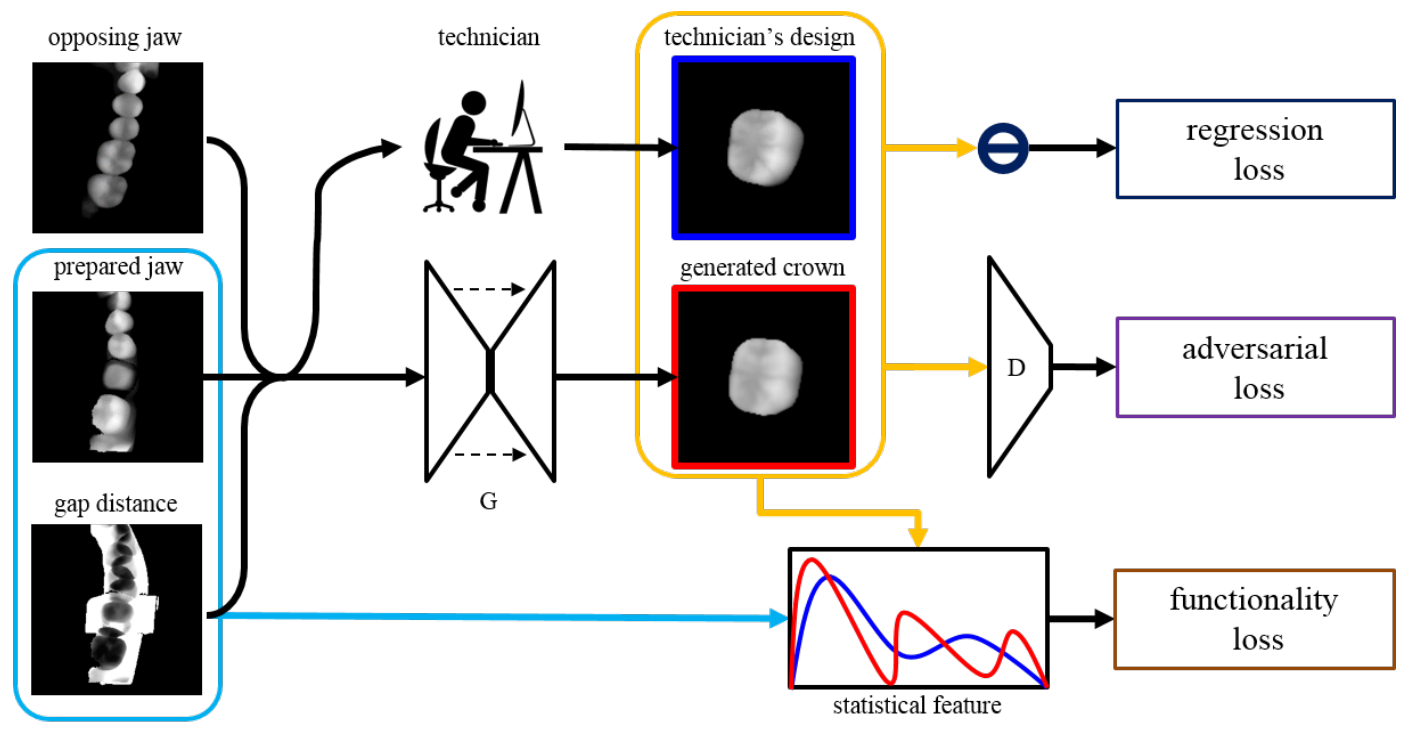 opposing jaw
technician
technician's design
regression
loss
prepared jaw
generated crown
adversarial
loss
D
G
gap distance
functionality
loss
statistical feature